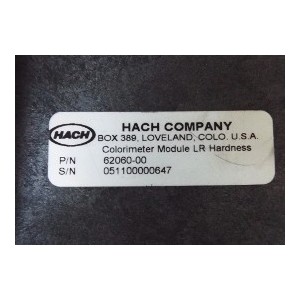 HACH
HACH COMPANY
BOX 389, LOVELAND, COLO. U.S.A.
Colorimeter Module LR Hardness
P/N 62060-00
S/N 051100000647